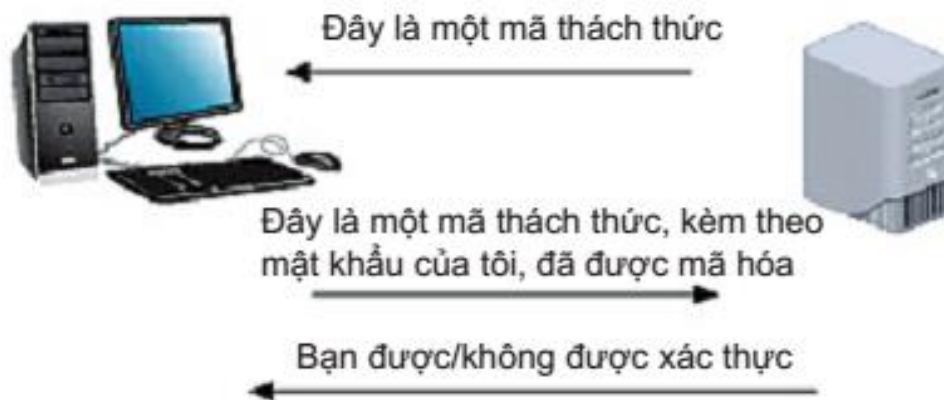 Đây là một mã thách thức
Đây là một mã thách thức, kèm theo
mật khẩu của tôi, đã được mã hóa
Bạn được/không được xác thực